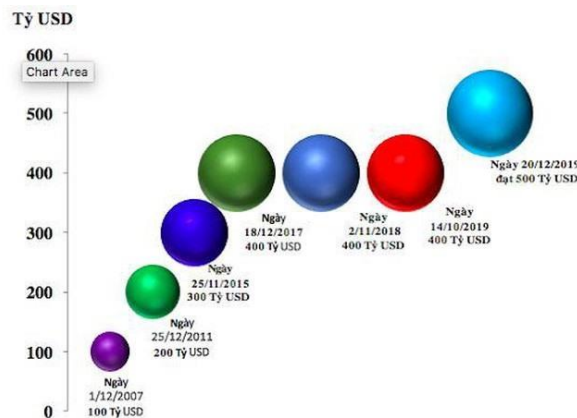 Tỷ USD
600
Chart Area
500
400
300
200
100
0
Ngày 20/12/2019
đạt 500 Tỷ USD
Ngày
18/12/2017
400 Tỷ USD
Ngày
2/11/2018
400 Tỷ USD
Ngày
14/10/2019
400 Tỷ USD
Ngày
25/11/2015
300 Tỷ USD
Ngày
25/12/2011
200 Tỷ USD
Ngày
1/12/2007
100 Tỷ USD